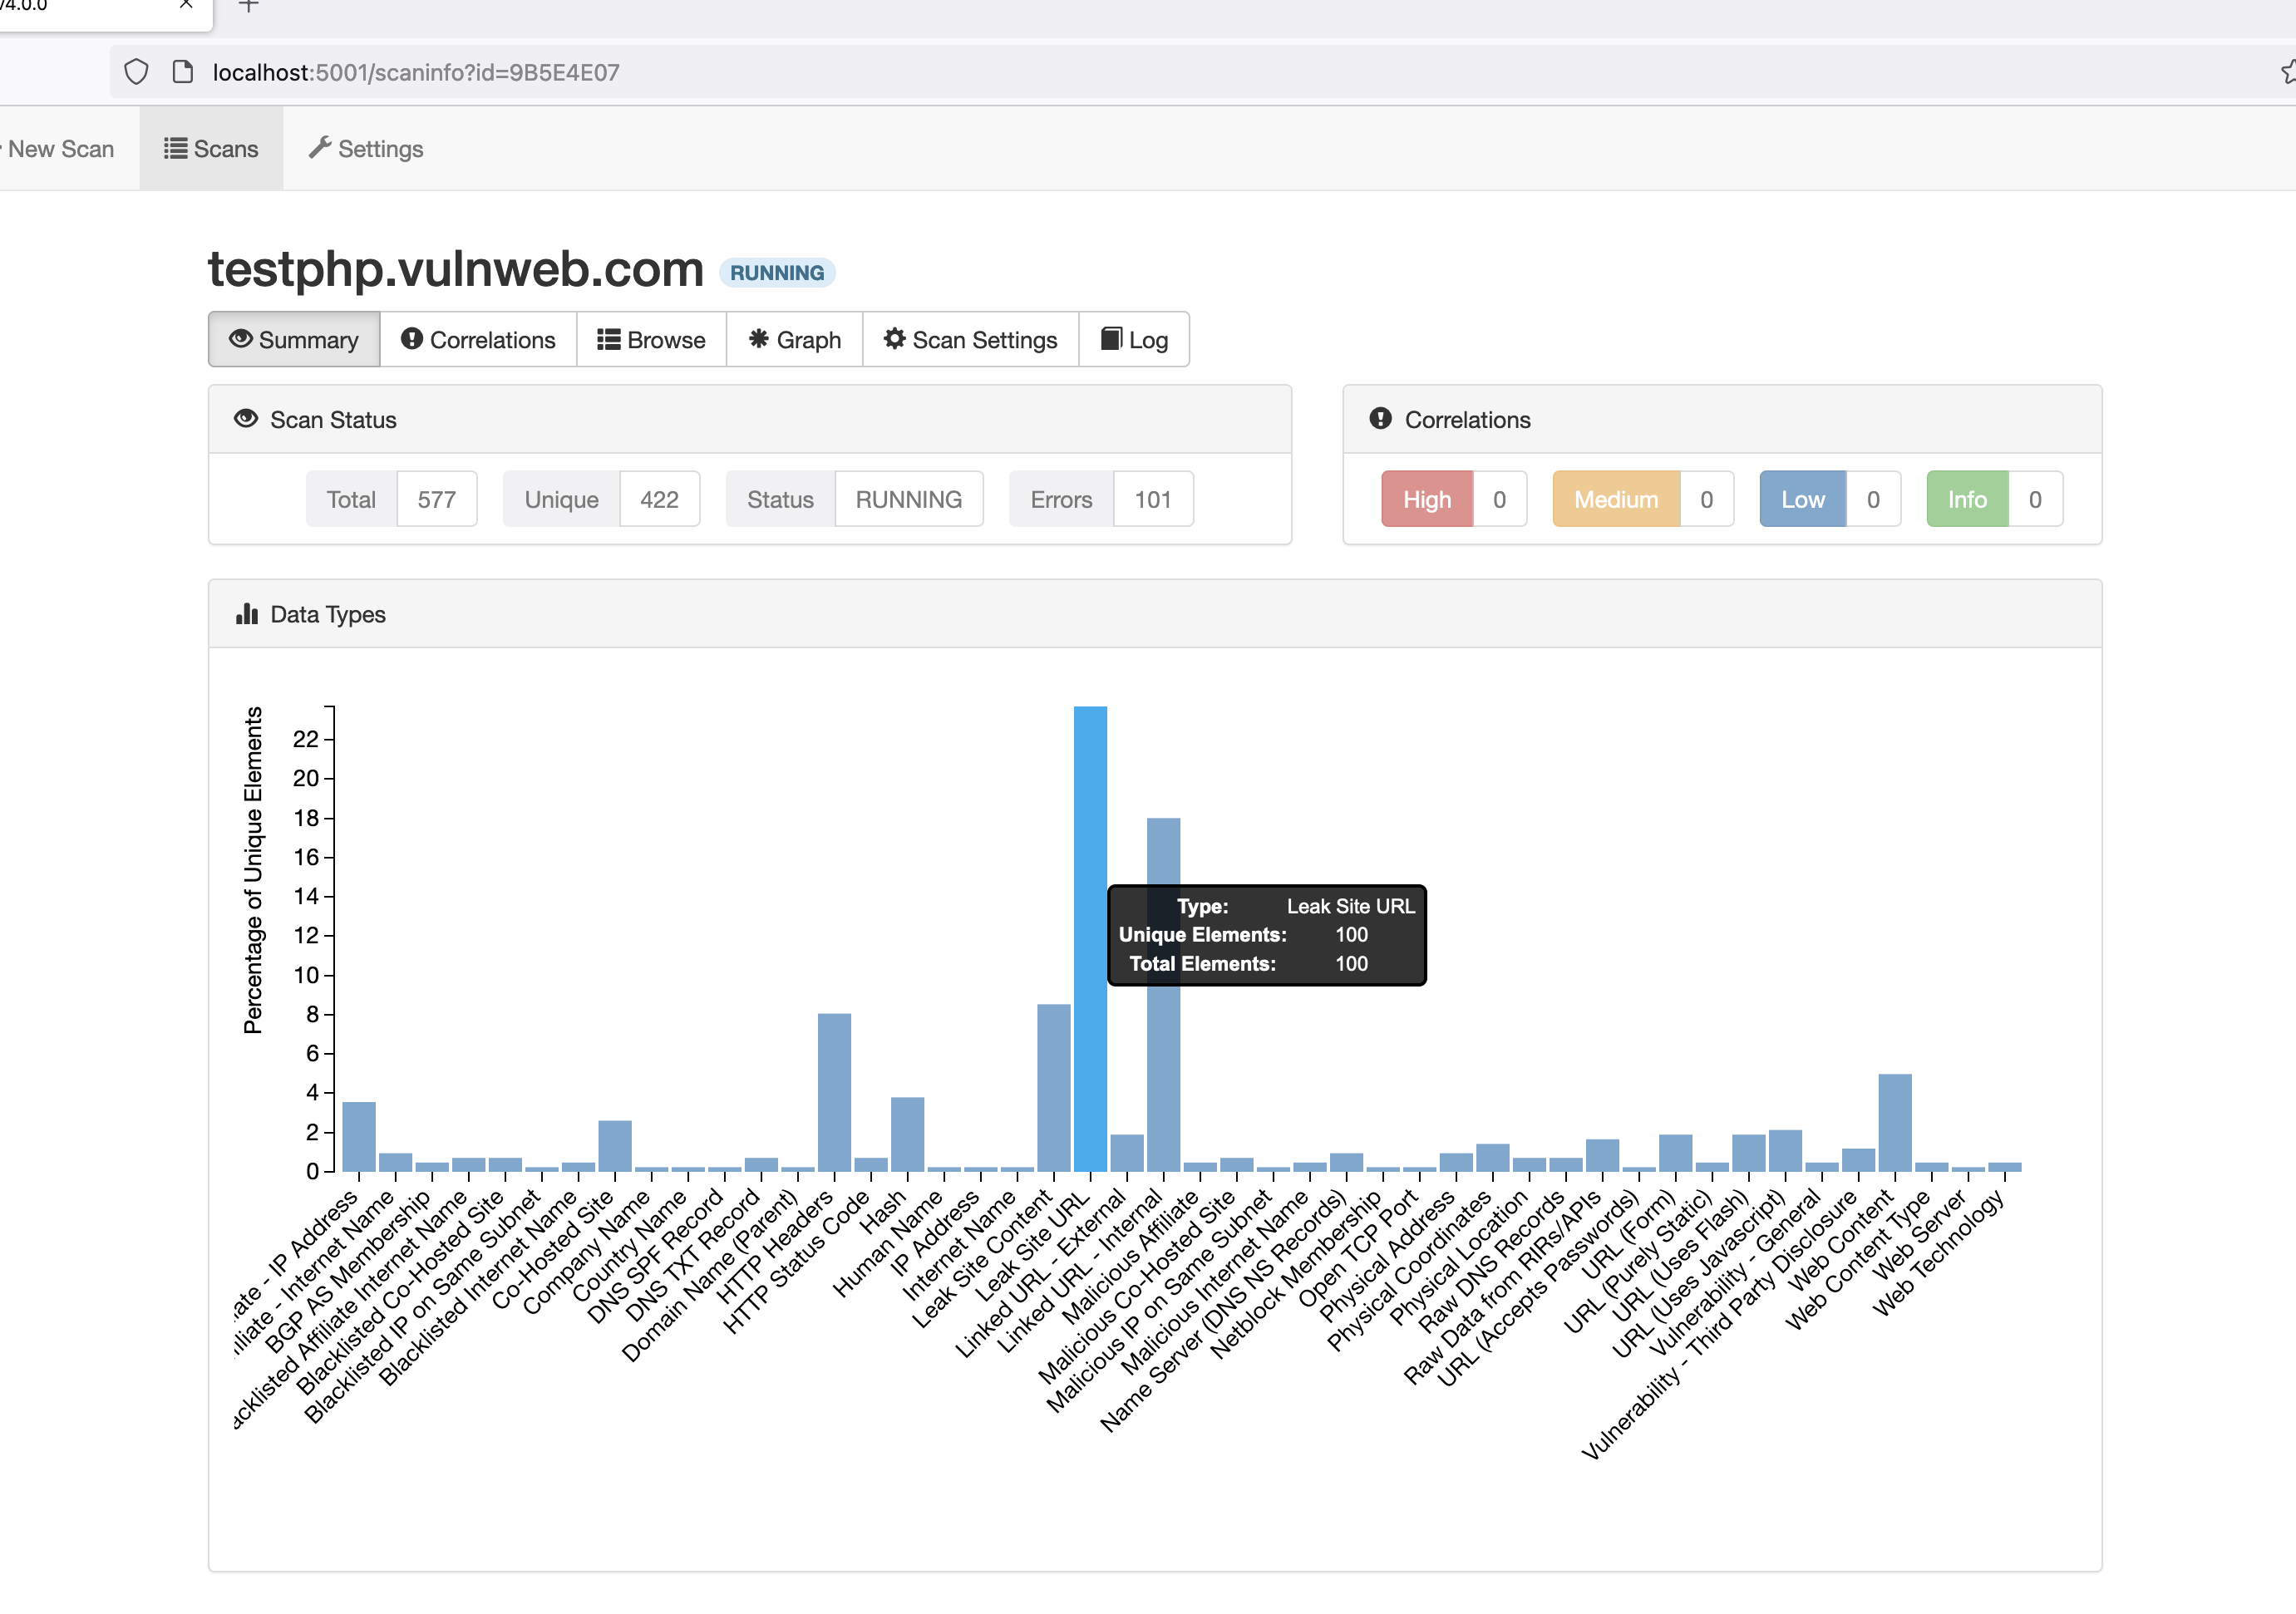 v4.0.0
localhost:5001/scaninfo?id=9B5E4E07
New Scan
Scans
Settings
testphp.vulnweb.com RUNNING
Summary
Correlations
Browse
Graph
Scan Settings
Log
Scan Status
Total 577
Unique 422
Status RUNNING
Errors 101
Correlations
High 0
Medium 0
Low 0
Info 0
Data Types
Percentage of Unique Elements
22
20
18
16
14
12
10
8
6
4
2
0
Type: Leak Site URL
Unique Elements: 100
Total Elements: 100
ate - IP Address
iliate - Internet Name
BGP AS Membership
acklisted Affiliate Internet Name
Blacklisted Co-Hosted Site
Blacklisted IP on Same Subnet
Blacklisted Internet Name
Co-Hosted Site
Company Name
Country Name
DNS SPF Record
DNS TXT Record
Domain Name (Parent)
HTTP Headers
HTTP Status Code
Hash
Human Name
IP Address
Internet Name
Leak Site Content
Leak Site URL
Linked URL - External
Linked URL - Internal
Malicious Affiliate
Malicious Co-Hosted Site
Malicious IP on Same Subnet
Malicious Internet Name
Name Server (DNS NS Records)
Netblock Membership
Open TCP Port
Physical Address
Physical Coordinates
Physical Location
Raw DNS Records
Raw Data from RIRs/APIs
URL (Accepts Passwords)
URL (Form)
URL (Purely Static)
URL (Uses Flash)
URL (Uses Javascript)
Vulnerability - General
Vulnerability - Third Party Disclosure
Web Content
Web Content Type
Web Server
Web Technology